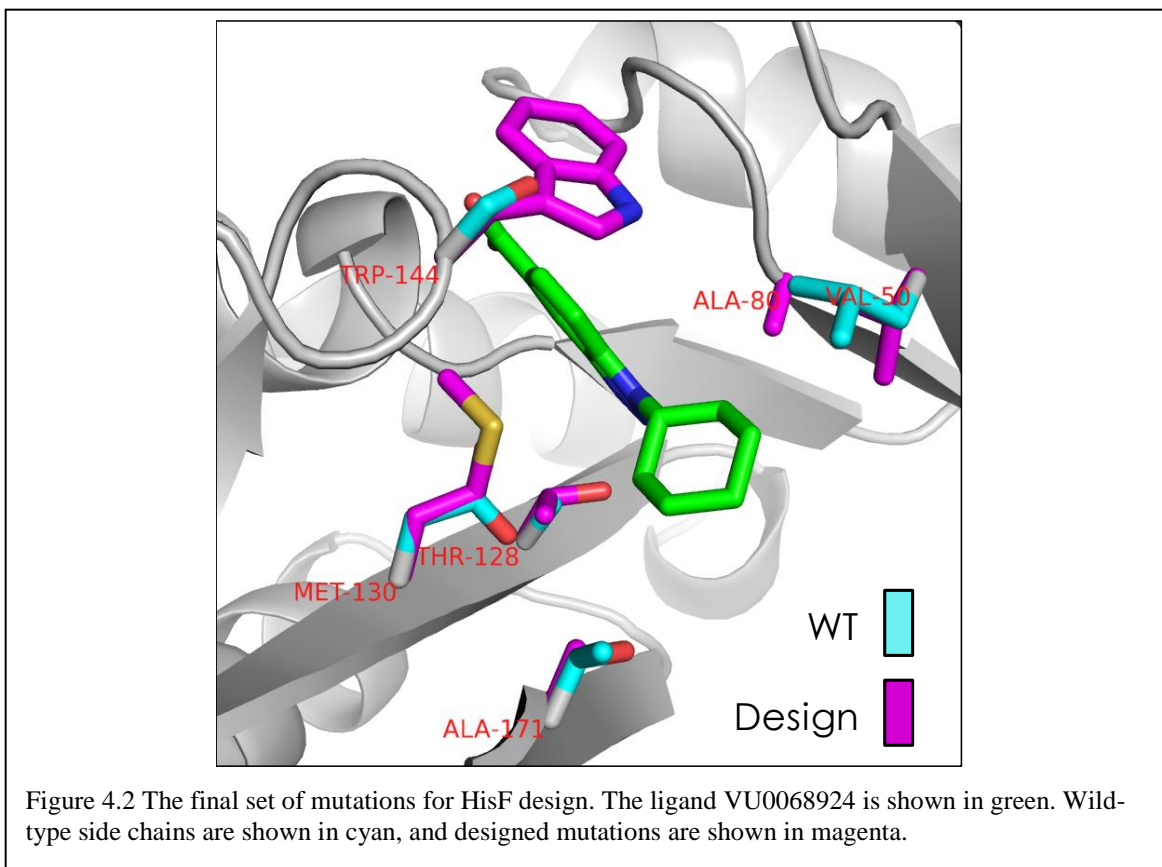 TRP-144
ALA-80 VAL-50
THR-128
MET-130
WT
Design
ALA-171
Figure 4.2 The final set of mutations for HisF design. The ligand VU0068924 is shown in green. Wild-
type side chains are shown in cyan, and designed mutations are shown in magenta.